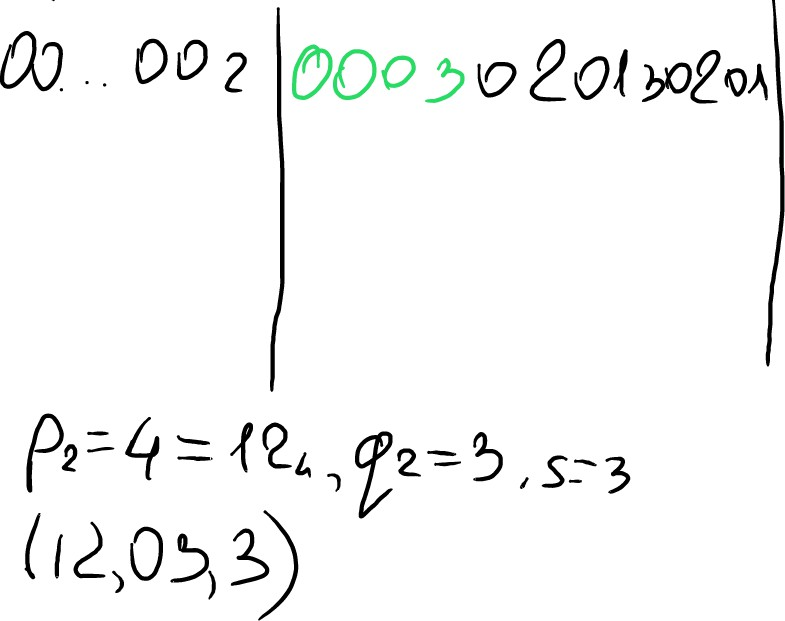 00...002 | 0003020130201
p₂=4=12₄, q₂=3, s=3
(12,03,3)